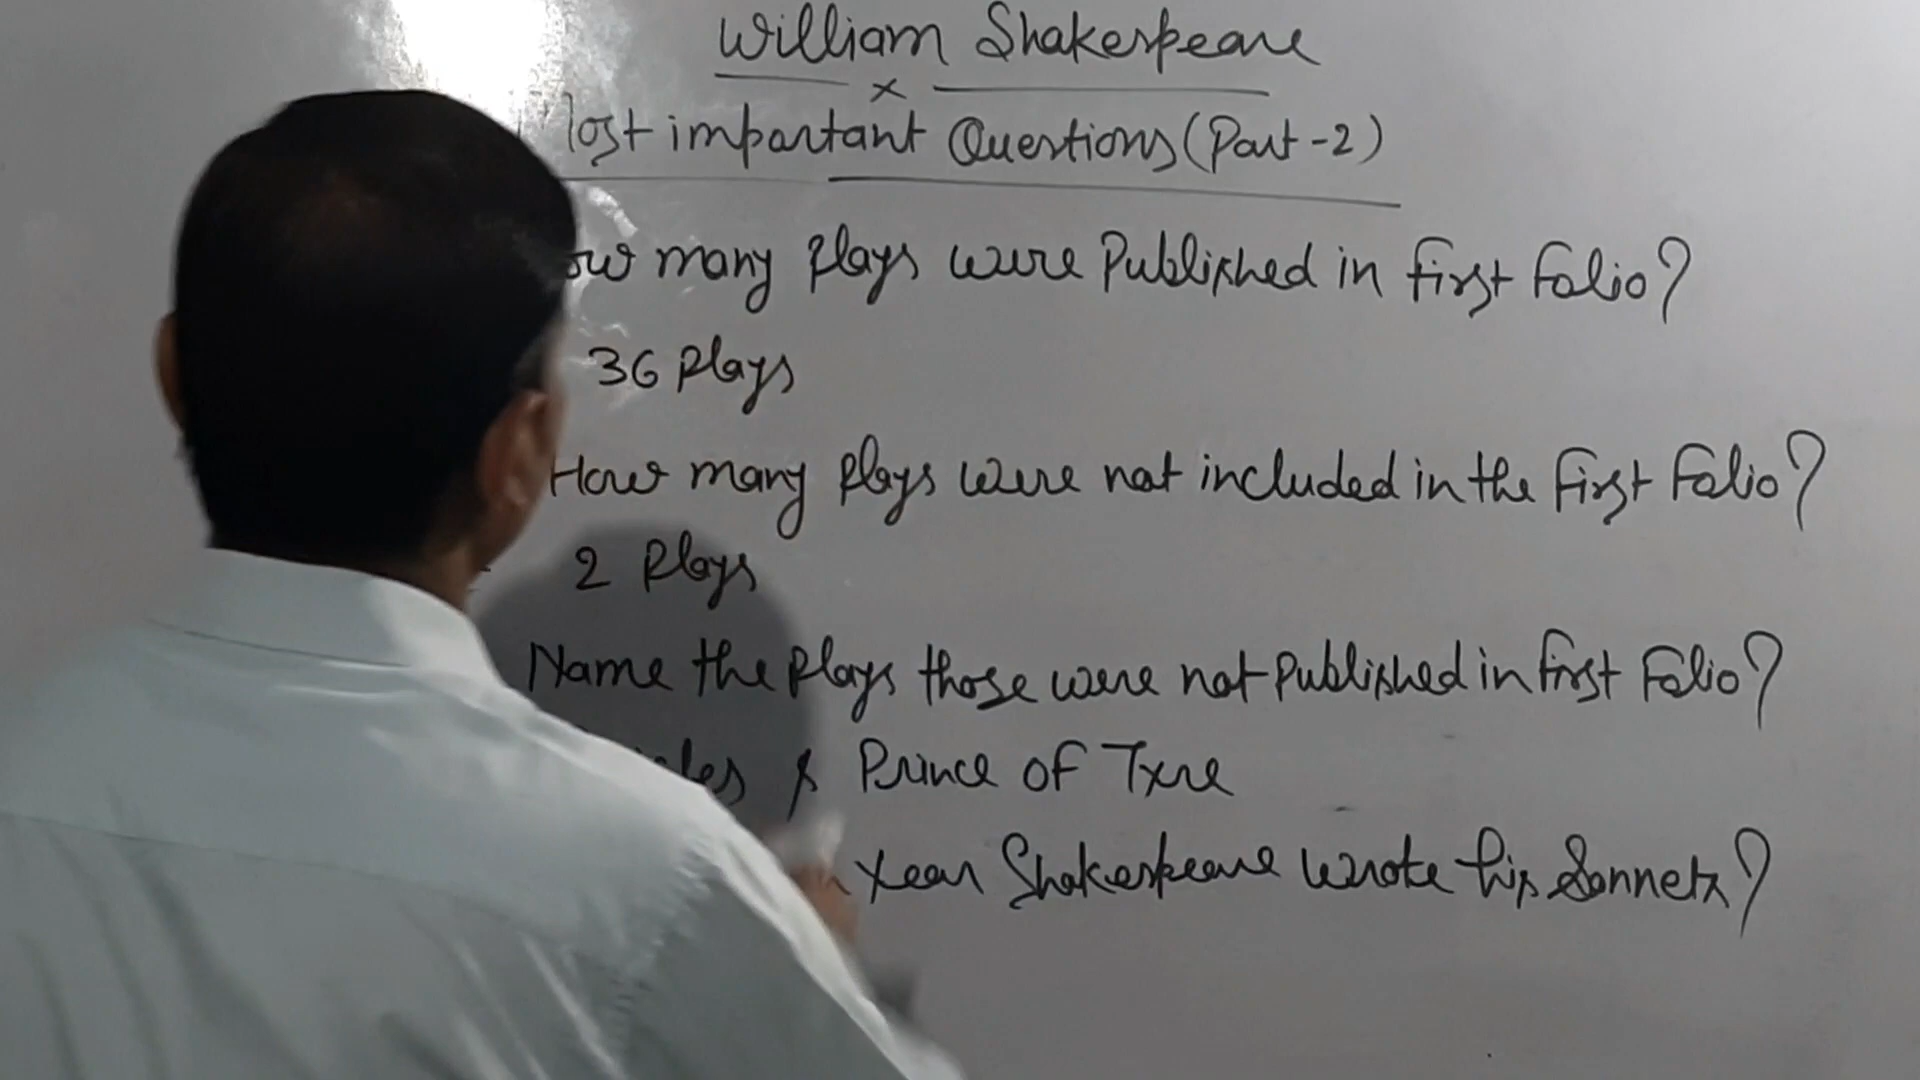 William Shakespeare
x
important Questions (Part-2)
many Plays were Published in First Folio?
36 Plays
How many Plays were not included in the First Folio?
2 Plays
Name the Plays those were not Published in First Folio?
& Prince of Tyre
Year Shakespeare wrote his Sonnets?